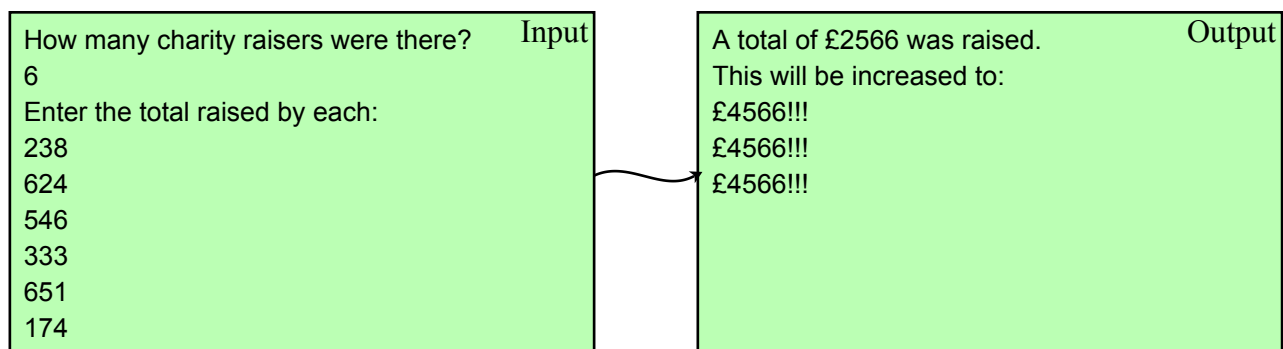 Input
How many charity raisers were there?
6
Enter the total raised by each:
238
624
546
333
651
174
Output
A total of £2566 was raised.
This will be increased to:
£4566!!!
£4566!!!
£4566!!!